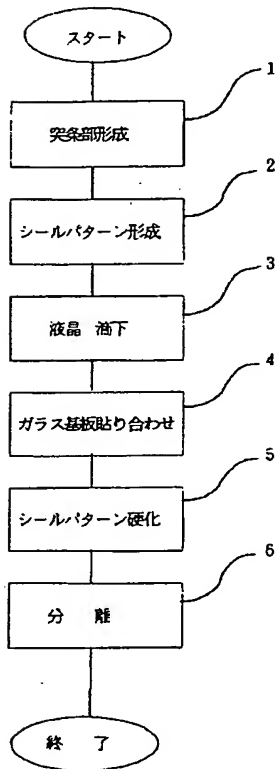 スタート
1
突条部形成
2
シールパターン形成
3
液晶 滴下
4
ガラス基板貼り合わせ
5
シールパターン硬化
6
分 離
終 了